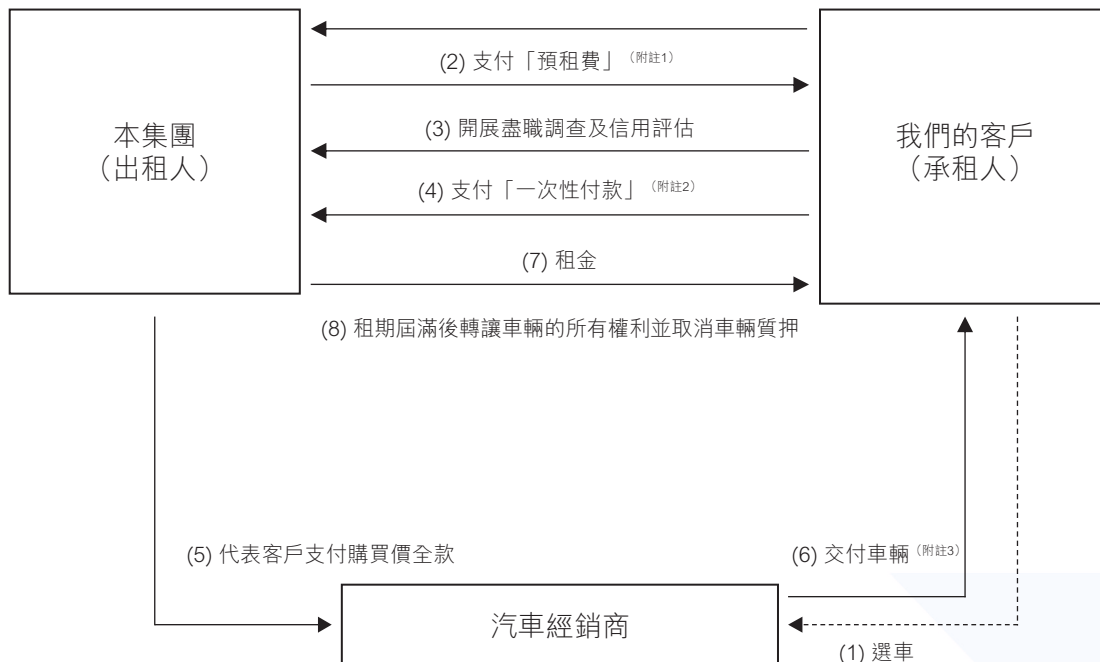 (2) 支付「預租費」(附註1)
本集團
(出租人)
(3) 開展盡職調查及信用評估
我們的客戶
(承租人)
(4) 支付「一次性付款」(附註2)
(7) 租金
(8) 租期屆滿後轉讓車輛的所有權利並取消車輛質押
(5) 代表客戶支付購買價全款
(6) 交付車輛(附註3)
汽車經銷商
(1) 選車